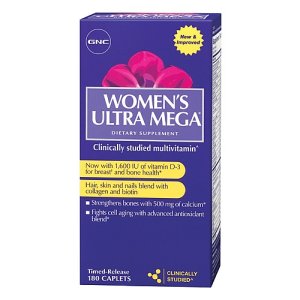 GNC
New &
Improved
WOMEN'S
ULTRA MEGA®
DIETARY SUPPLEMENT
Clinically studied multivitamin*
Now with 1,600 IU of vitamin D-3
for breast† and bone health*
Hair, skin and nails blend with
collagen and biotin
• Strengthens bones with 500 mg of calcium*
• Fights cell aging with advanced antioxidant
blend*
Timed-Release
180 CAPLETS
CLINICALLY
STUDIED